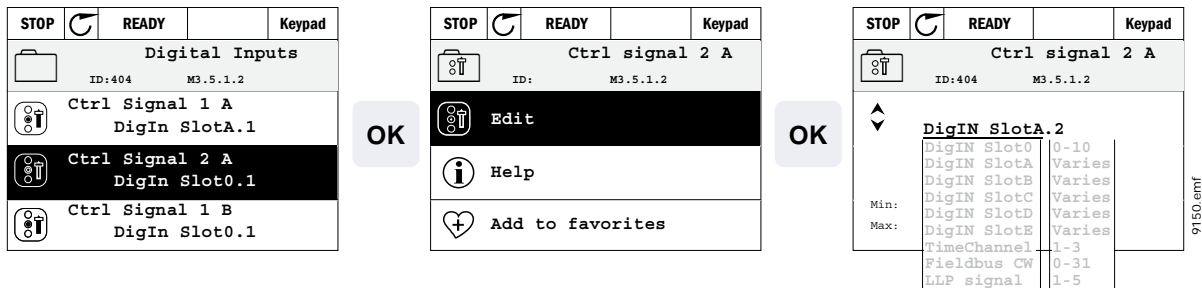 STOP READY Keypad
Digital Inputs
ID:404 M3.5.1.2
Ctrl Signal 1 A
DigIn SlotA.1
Ctrl Signal 2 A
DigIn Slot0.1
Ctrl Signal 1 B
DigIn Slot0.1
OK
STOP READY Keypad
Ctrl signal 2 A
ID: M3.5.1.2
Edit
Help
Add to favorites
OK
STOP READY Keypad
Ctrl signal 2 A
ID:404 M3.5.1.2
DigIN SlotA.2
DigIN Slot0 0-10
DigIN SlotA Varies
DigIN SlotB Varies
DigIN SlotC Varies
DigIN SlotD Varies
DigIN SlotE Varies
TimeChannel 1-3
Fieldbus CW 0-31
LLP signal 1-5
Min:
Max:
9150.emf